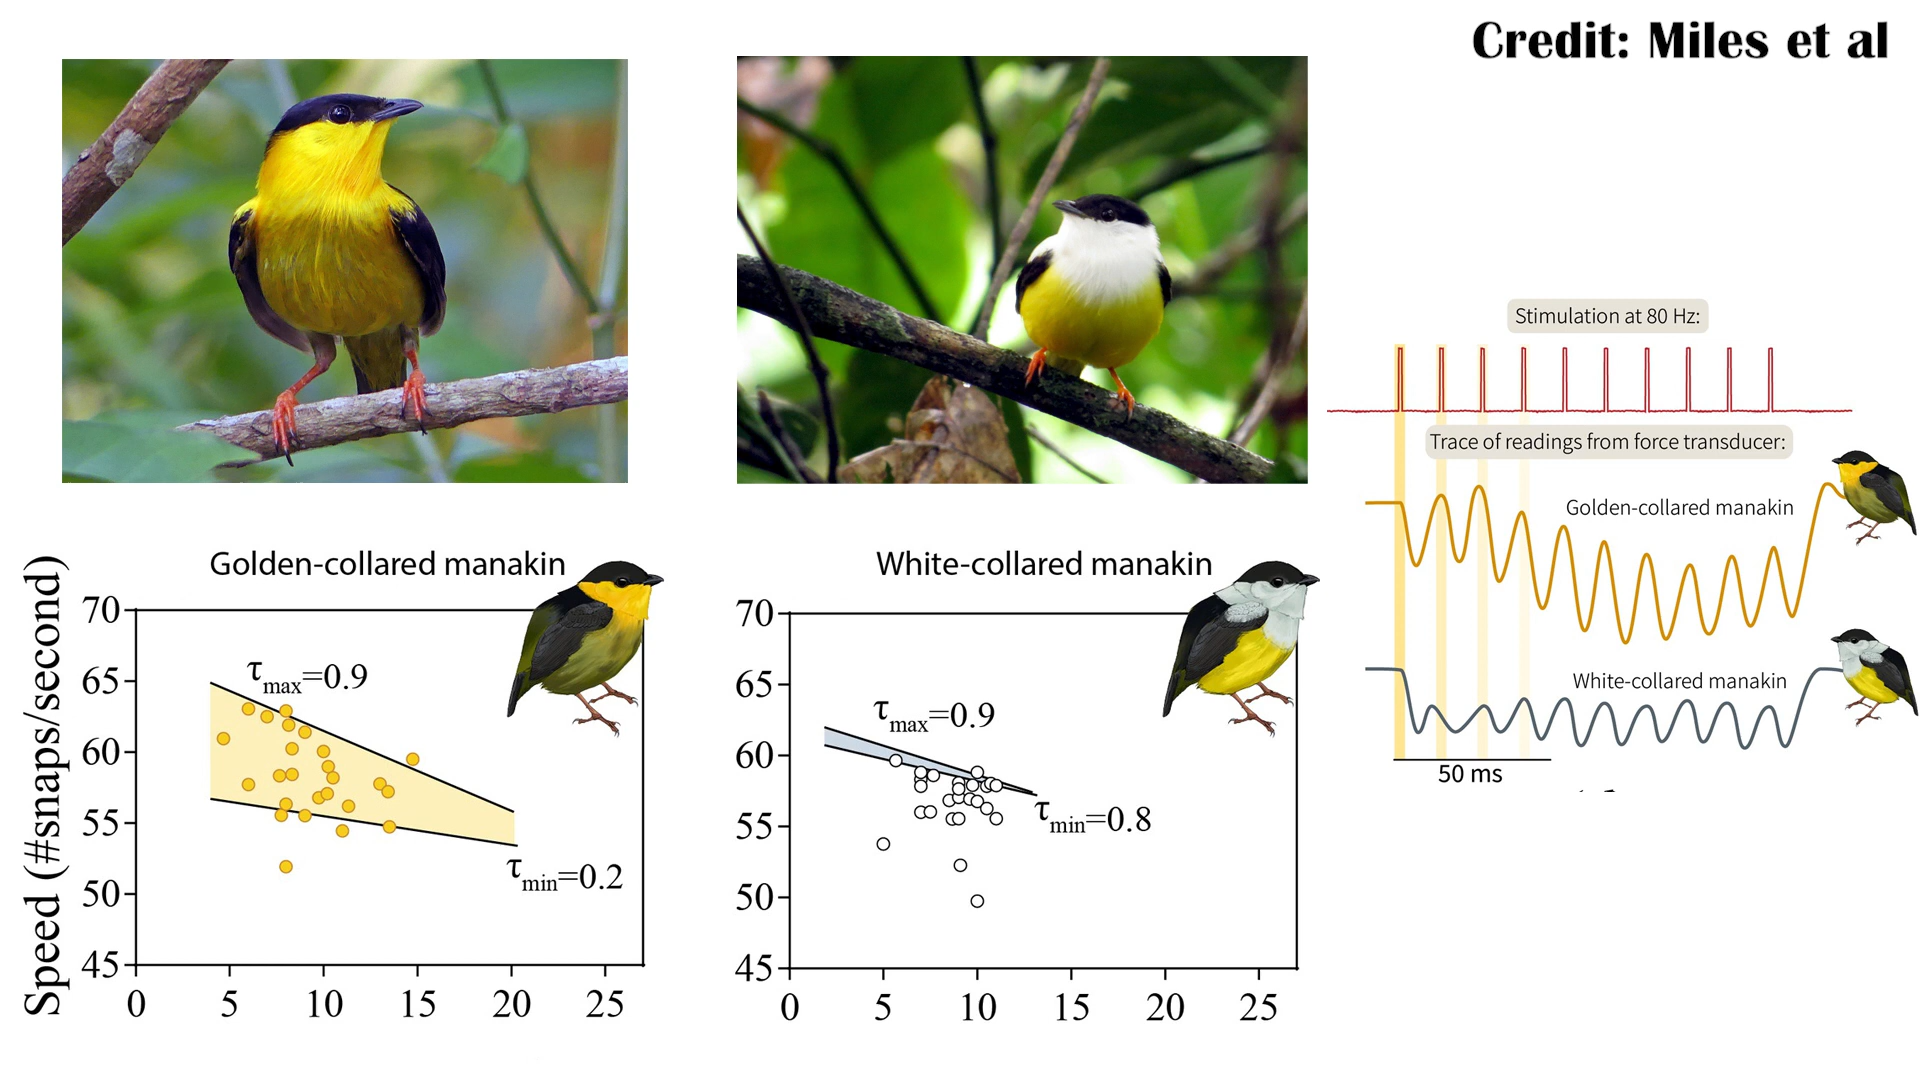 Credit: Miles et al
Stimulation at 80 Hz:
Trace of readings from force transducer:
Golden-collared manakin
White-collared manakin
50 ms
Golden-collared manakin
Speed (#snaps/second)
70
65
60
55
50
45
0 5 10 15 20 25
τmax=0.9
τmin=0.2
White-collared manakin
70
65
60
55
50
45
0 5 10 15 20 25
τmax=0.9
τmin=0.8